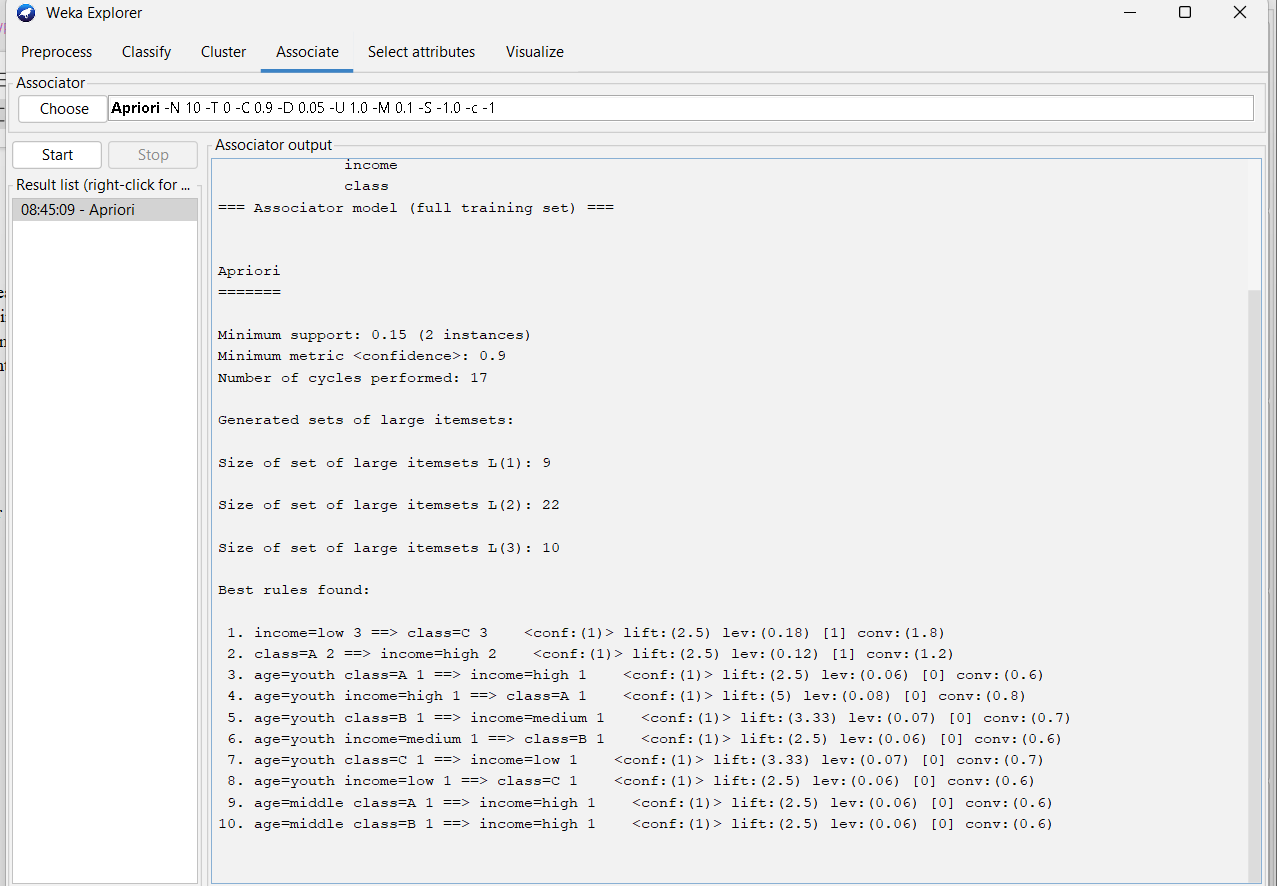 Weka Explorer
Preprocess Classify Cluster Associate Select attributes Visualize
Associator
Choose Apriori -N 10 -T 0 -C 0.9 -D 0.05 -U 1.0 -M 0.1 -S -1.0 -c -1
Start Stop
Result list (right-click for ...
08:45:09 - Apriori
Associator output
income
class
=== Associator model (full training set) ===
Apriori
=======
Minimum support: 0.15 (2 instances)
Minimum metric <confidence>: 0.9
Number of cycles performed: 17
Generated sets of large itemsets:
Size of set of large itemsets L(1): 9
Size of set of large itemsets L(2): 22
Size of set of large itemsets L(3): 10
Best rules found:
1. income=low 3 ==> class=C 3 <conf:(1)> lift:(2.5) lev:(0.18) [1] conv:(1.8)
2. class=A 2 ==> income=high 2 <conf:(1)> lift:(2.5) lev:(0.12) [1] conv:(1.2)
3. age=youth class=A 1 ==> income=high 1 <conf:(1)> lift:(2.5) lev:(0.06) [0] conv:(0.6)
4. age=youth income=high 1 ==> class=A 1 <conf:(1)> lift:(5) lev:(0.08) [0] conv:(0.8)
5. age=youth class=B 1 ==> income=medium 1 <conf:(1)> lift:(3.33) lev:(0.07) [0] conv:(0.7)
6. age=youth income=medium 1 ==> class=B 1 <conf:(1)> lift:(2.5) lev:(0.06) [0] conv:(0.6)
7. age=youth class=C 1 ==> income=low 1 <conf:(1)> lift:(3.33) lev:(0.07) [0] conv:(0.7)
8. age=youth income=low 1 ==> class=C 1 <conf:(1)> lift:(2.5) lev:(0.06) [0] conv:(0.6)
9. age=middle class=A 1 ==> income=high 1 <conf:(1)> lift:(2.5) lev:(0.06) [0] conv:(0.6)
10. age=middle class=B 1 ==> income=high 1 <conf:(1)> lift:(2.5) lev:(0.06) [0] conv:(0.6)